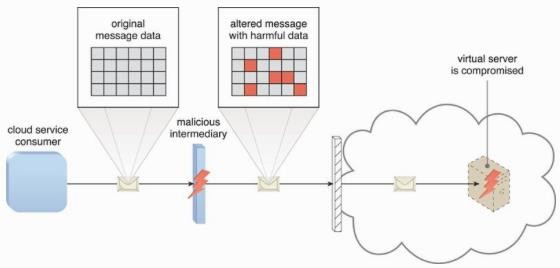 original
message data
altered message
with harmful data
virtual server
is compromised
malicious
intermediary
cloud service
consumer